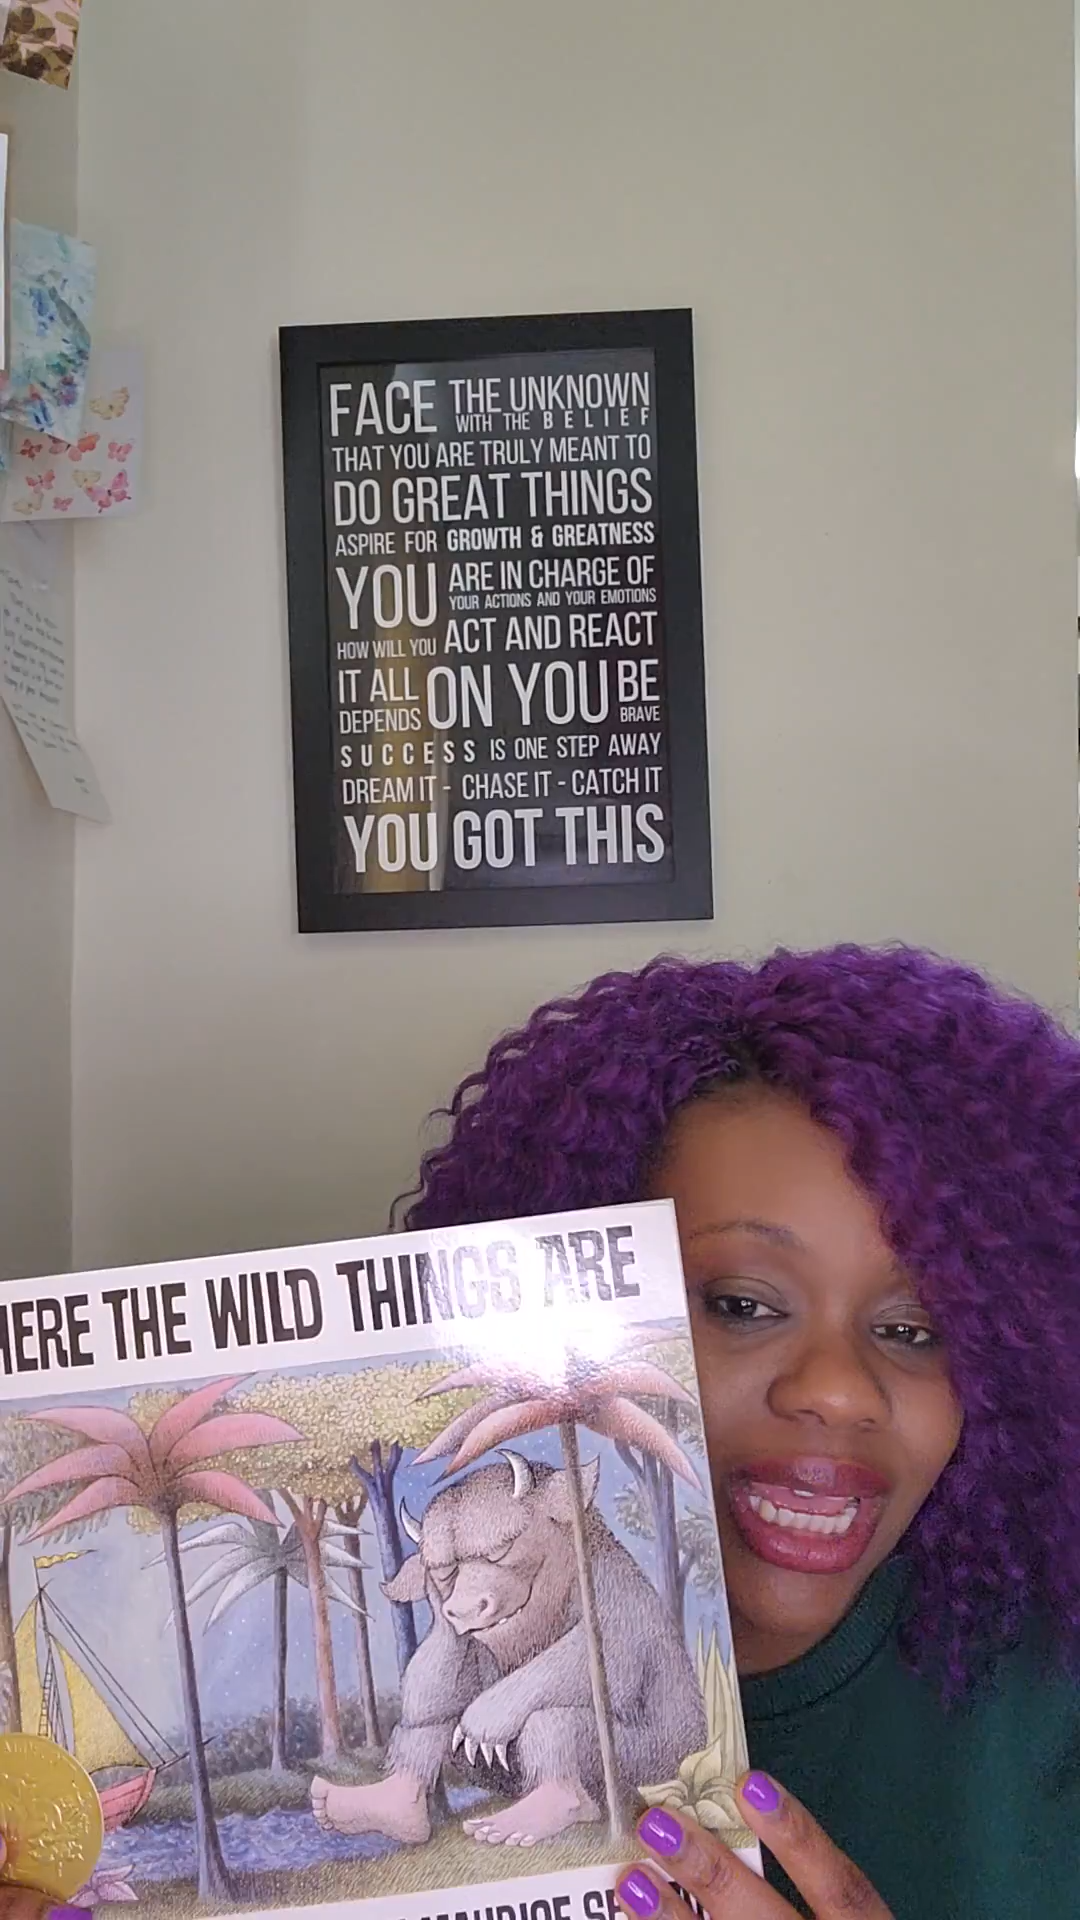 FACE THE UNKNOWN
WITH THE BELIEF
THAT YOU ARE TRULY MEANT TO
DO GREAT THINGS
ASPIRE FOR GROWTH & GREATNESS
YOU ARE IN CHARGE OF
YOUR ACTIONS AND YOUR EMOTIONS
HOW WILL YOU ACT AND REACT
IT ALL DEPENDS ON YOU BE BRAVE
SUCCESS IS ONE STEP AWAY
DREAM IT - CHASE IT - CATCH IT
YOU GOT THIS
HERE THE WILD THINGS ARE